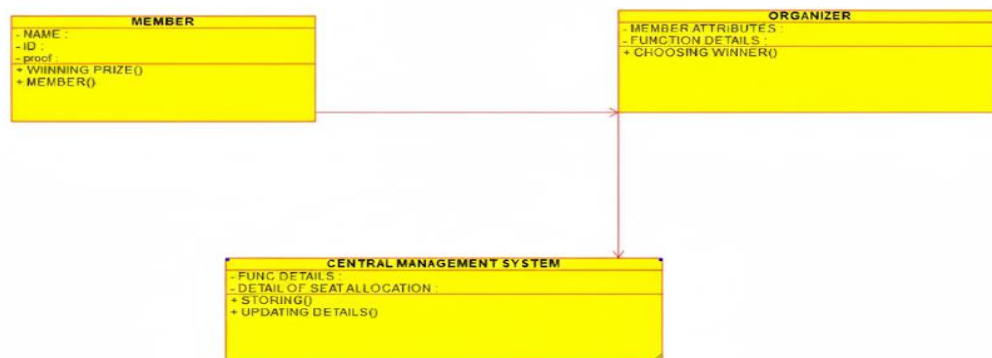 MEMBER
- NAME :
- ID :
- proof :
+ WIINNING PRIZE()
+ MEMBER()
ORGANIZER
- MEMBER ATTRIBUTES :
- FUNCTION DETAILS :
+ CHOOSING WINNER()
CENTRAL MANAGEMENT SYSTEM
- FUNC DETAILS :
- DETAIL OF SEAT ALLOCATION :
+ STORING()
+ UPDATING DETAILS()